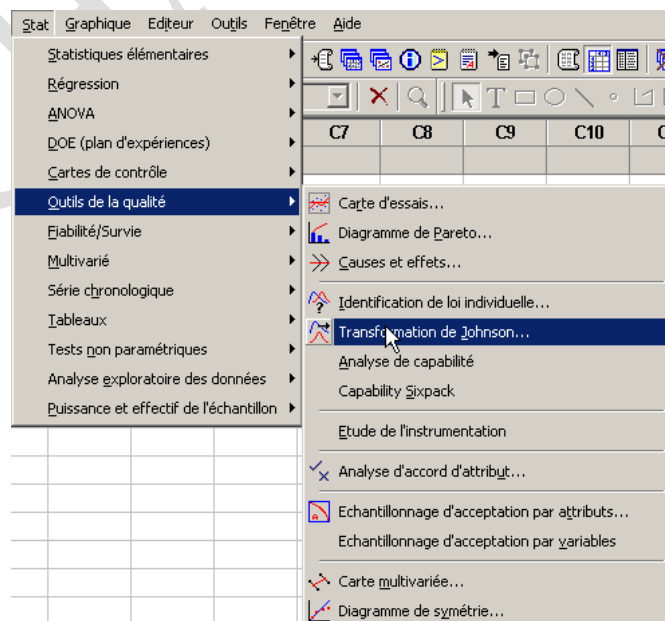 Stat Graphique Editeur Outils Fenêtre Aide
Statistiques élémentaires
Régression
ANOVA
DOE (plan d'expériences)
Cartes de contrôle
Outils de la qualité
Fiabilité/Survie
Multivarié
Série chronologique
Tableaux
Tests non paramétriques
Analyse exploratoire des données
Puissance et effectif de l'échantillon
C7 C8 C9 C10
Carte d'essais...
Diagramme de Pareto...
Causes et effets...
Identification de loi individuelle...
Transformation de Johnson...
Analyse de capabilité
Capability Sixpack
Etude de l'instrumentation
Analyse d'accord d'attribut...
Echantillonnage d'acceptation par attributs...
Echantillonnage d'acceptation par variables
Carte multivariée...
Diagramme de symétrie...